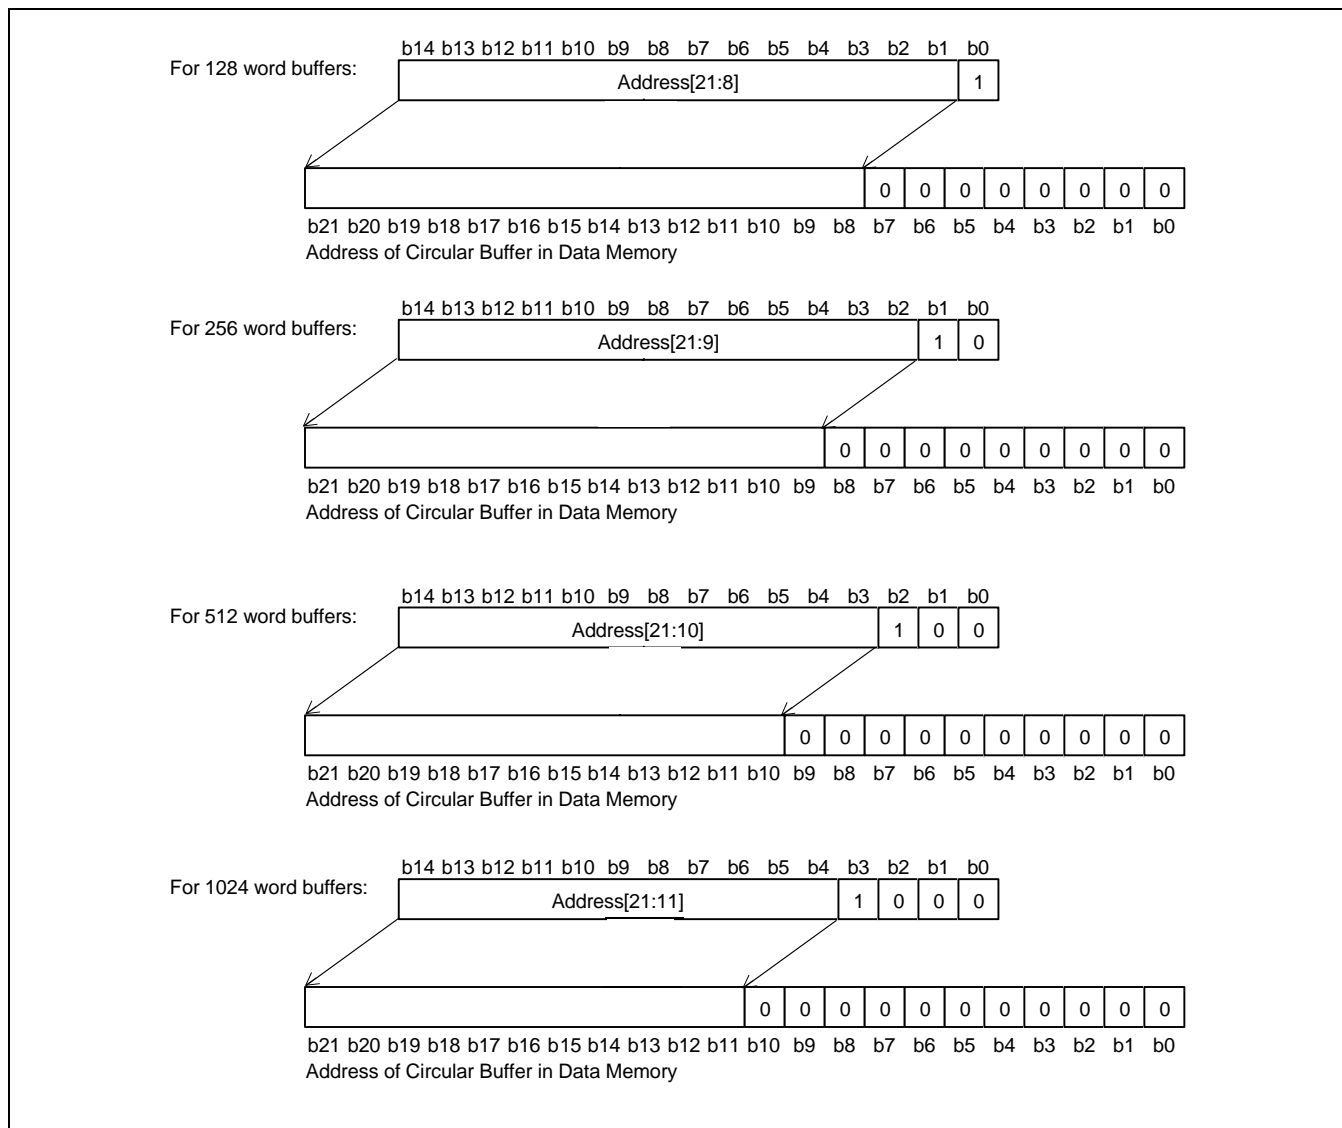 b14 b13 b12 b11 b10 b9 b8 b7 b6 b5 b4 b3 b2 b1 b0
For 128 word buffers:
Address[21:8] 1
0 0 0 0 0 0 0 0
b21 b20 b19 b18 b17 b16 b15 b14 b13 b12 b11 b10 b9 b8 b7 b6 b5 b4 b3 b2 b1 b0
Address of Circular Buffer in Data Memory
b14 b13 b12 b11 b10 b9 b8 b7 b6 b5 b4 b3 b2 b1 b0
For 256 word buffers:
Address[21:9] 1 0
0 0 0 0 0 0 0 0 0
b21 b20 b19 b18 b17 b16 b15 b14 b13 b12 b11 b10 b9 b8 b7 b6 b5 b4 b3 b2 b1 b0
Address of Circular Buffer in Data Memory
b14 b13 b12 b11 b10 b9 b8 b7 b6 b5 b4 b3 b2 b1 b0
For 512 word buffers:
Address[21:10] 1 0 0
0 0 0 0 0 0 0 0 0 0
b21 b20 b19 b18 b17 b16 b15 b14 b13 b12 b11 b10 b9 b8 b7 b6 b5 b4 b3 b2 b1 b0
Address of Circular Buffer in Data Memory
b14 b13 b12 b11 b10 b9 b8 b7 b6 b5 b4 b3 b2 b1 b0
For 1024 word buffers:
Address[21:11] 1 0 0 0
0 0 0 0 0 0 0 0 0 0 0
b21 b20 b19 b18 b17 b16 b15 b14 b13 b12 b11 b10 b9 b8 b7 b6 b5 b4 b3 b2 b1 b0
Address of Circular Buffer in Data Memory